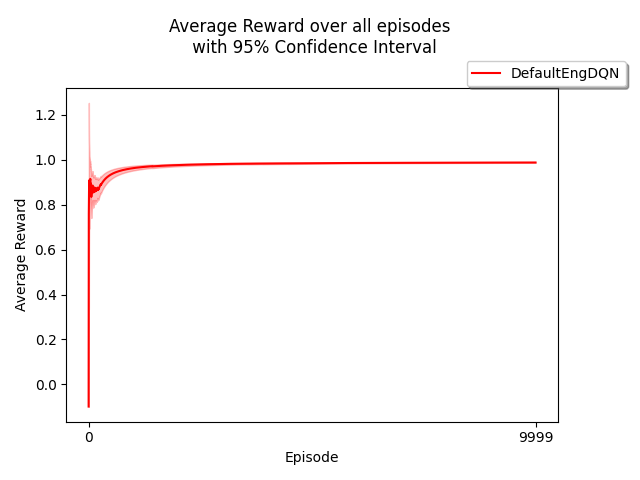 Average Reward over all episodes
with 95% Confidence Interval
DefaultEngDQN
1.2
1.0
0.8
0.6
0.4
0.2
0.0
Average Reward
0
9999
Episode